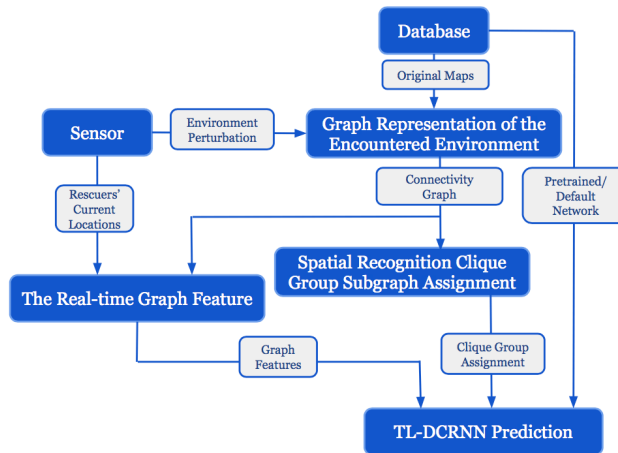 Database
Original Maps
Sensor
Environment
Perturbation
Graph Representation of the
Encountered Environment
Rescuers'
Current
Locations
Connectivity
Graph
Pretrained/
Default
Network
The Real-time Graph Feature
Spatial Recognition Clique
Group Subgraph Assignment
Graph
Features
Clique Group
Assignment
TL-DCRNN Prediction